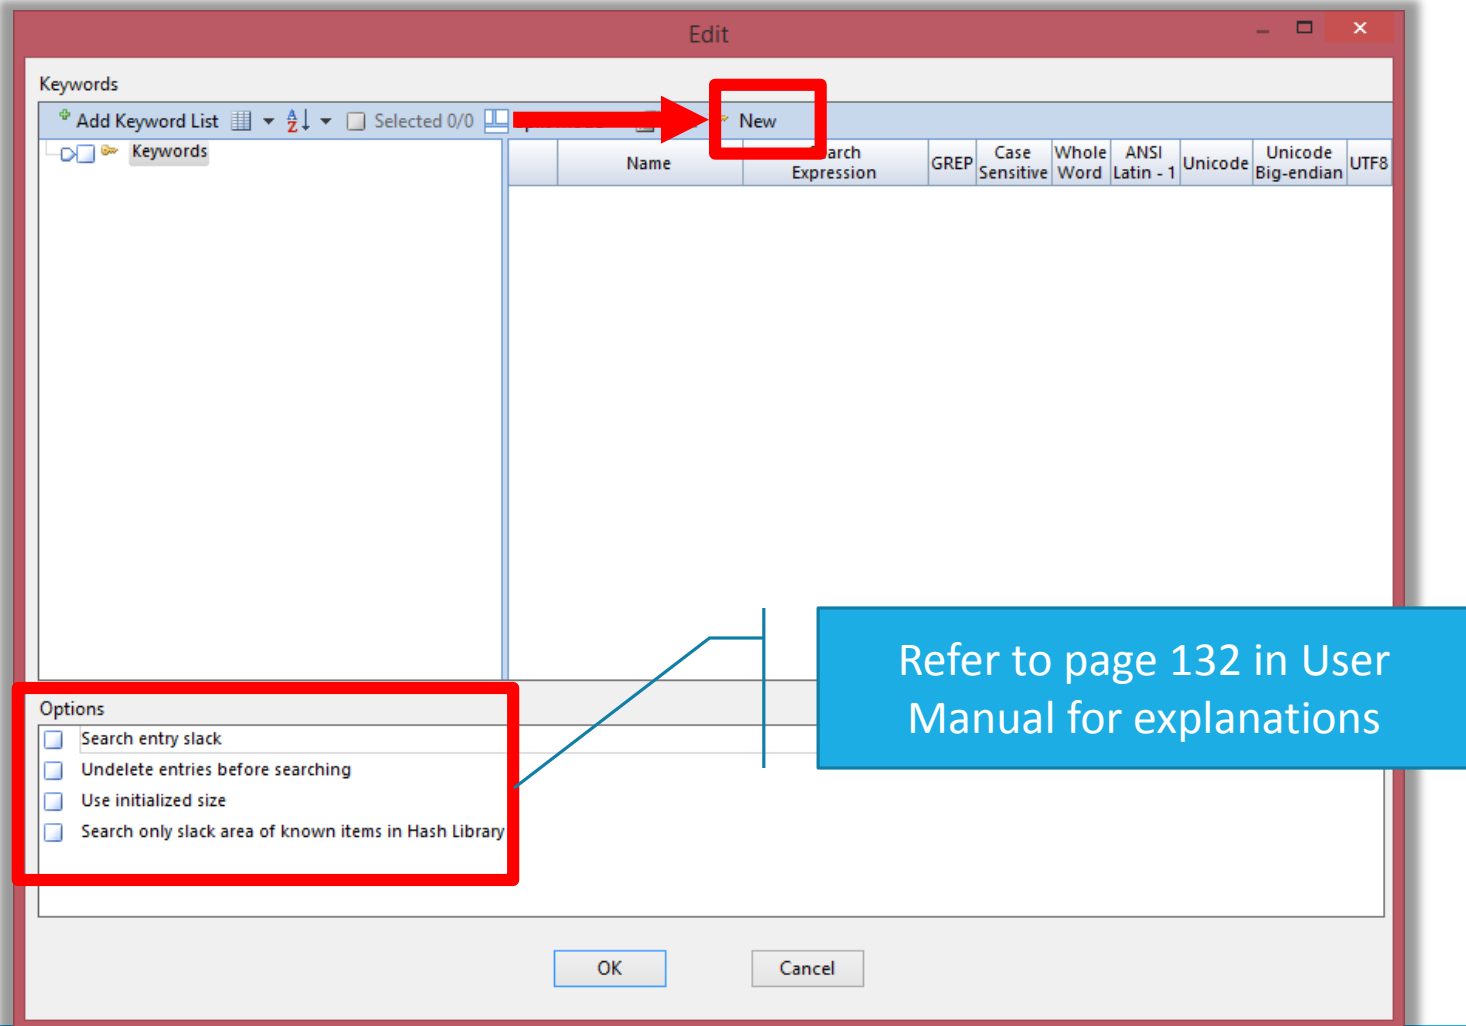 Edit
Keywords
Add Keyword List
Selected 0/0
New
Keywords
Name
Expression
GREP
Case
Sensitive
Whole
Word
ANSI
Latin - 1
Unicode
Unicode
Big-endian
UTF8
Refer to page 132 in User
Manual for explanations
Options
Search entry slack
Undelete entries before searching
Use initialized size
Search only slack area of known items in Hash Library
OK
Cancel